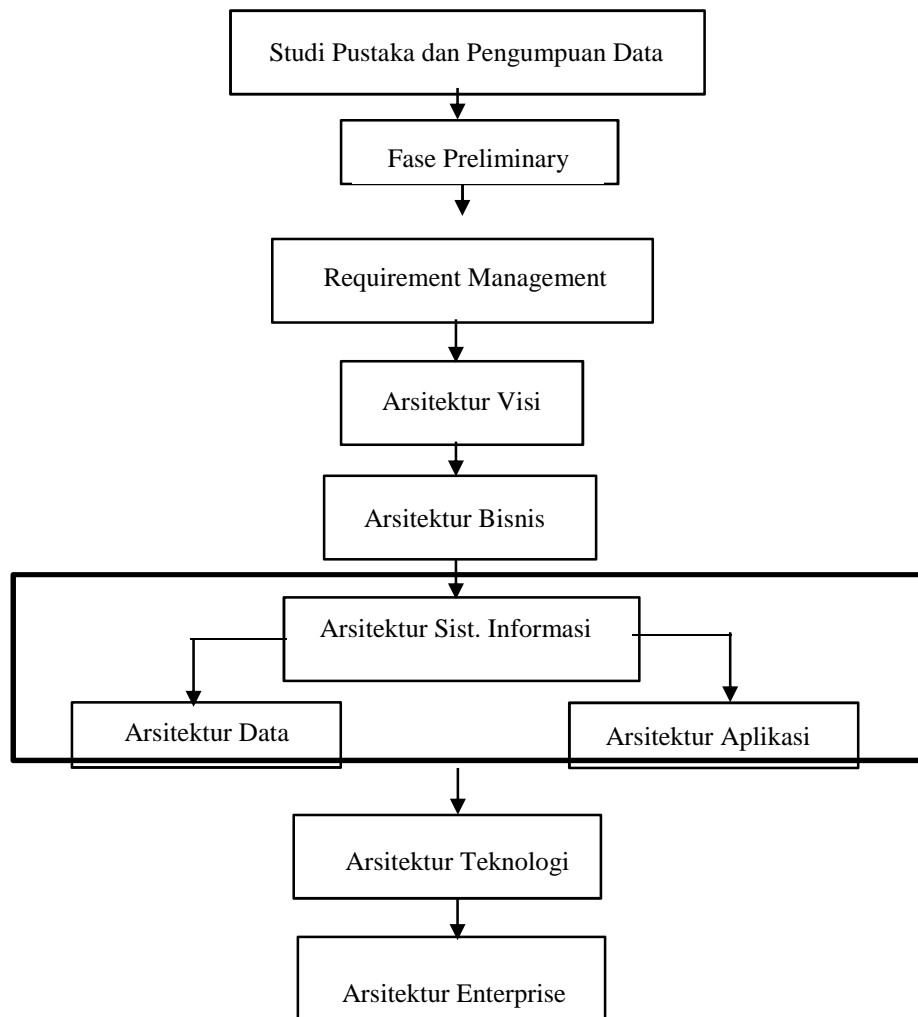 Studi Pustaka dan Pengumpuan Data
Fase Preliminary
Requirement Management
Arsitektur Visi
Arsitektur Bisnis
Arsitektur Sist. Informasi
Arsitektur Data
Arsitektur Aplikasi
Arsitektur Teknologi
Arsitektur Enterprise